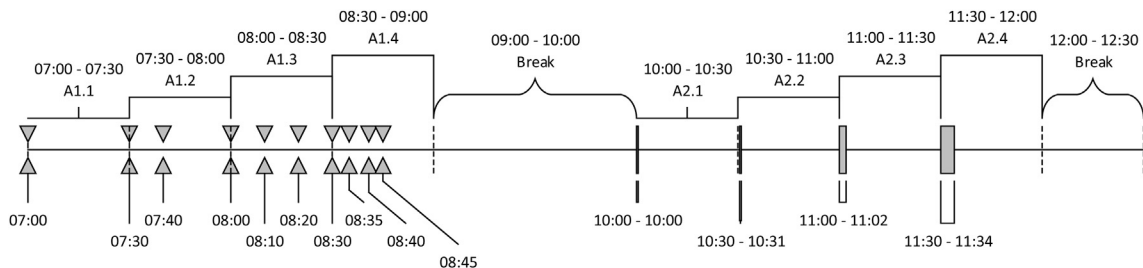 07:00 - 07:30
A1.1
07:30 - 08:00
A1.2
08:00 - 08:30
A1.3
08:30 - 09:00
A1.4
09:00 - 10:00
Break
10:00 - 10:30
A2.1
10:30 - 11:00
A2.2
11:00 - 11:30
A2.3
11:30 - 12:00
A2.4
12:00 - 12:30
Break
07:00
07:30
07:40
08:00
08:10
08:20
08:30
08:35
08:40
08:45
10:00 - 10:00
10:30 - 10:31
11:00 - 11:02
11:30 - 11:34